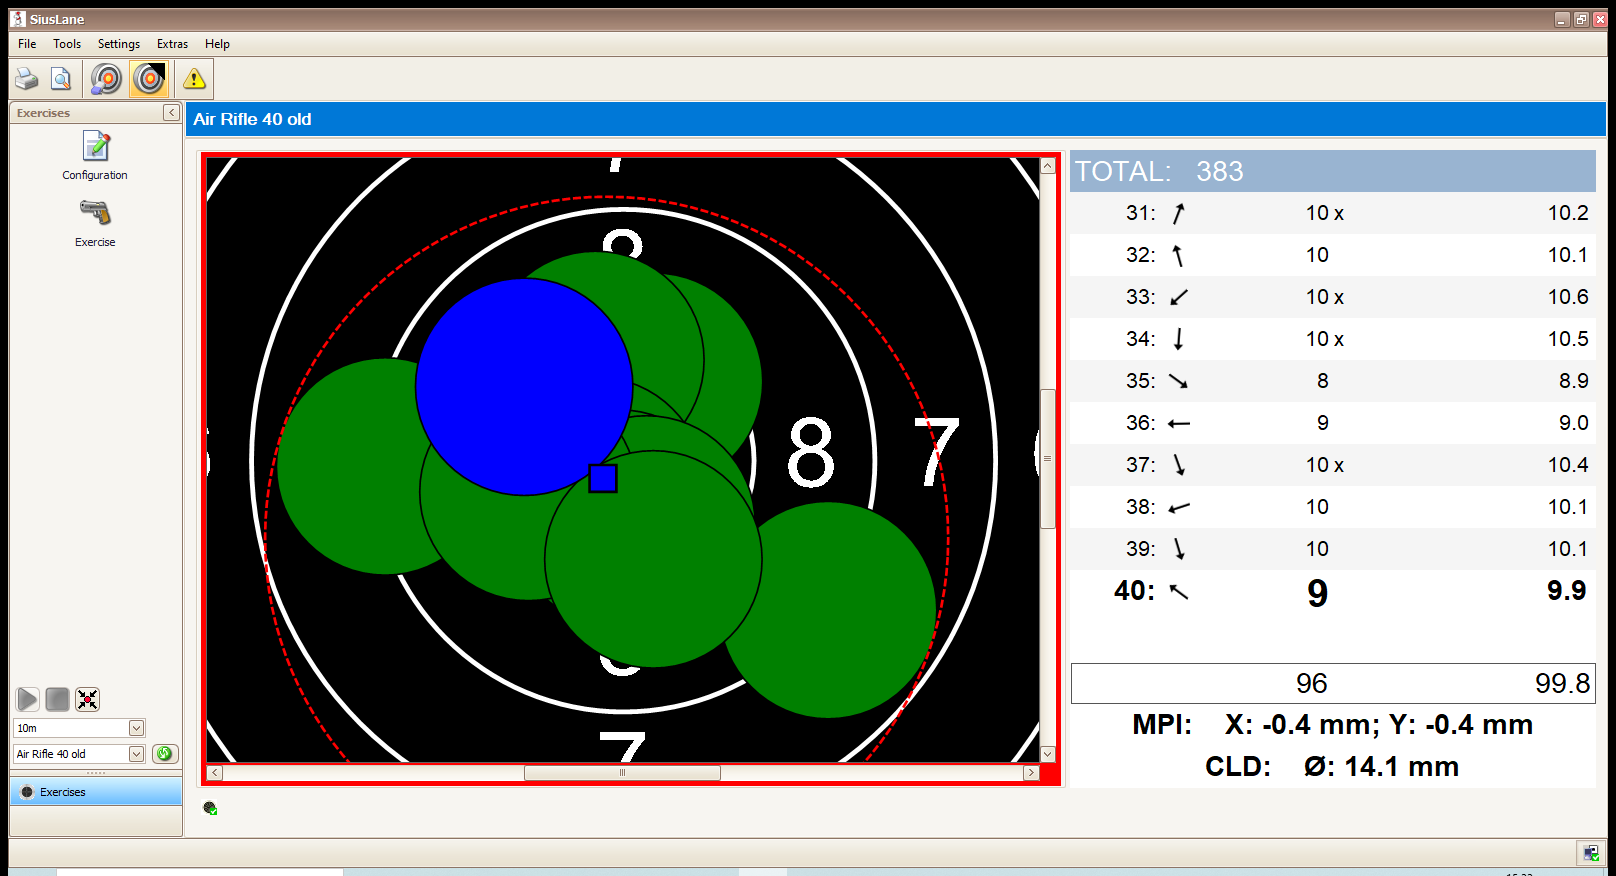 SiusLane
File Tools Settings Extras Help
Exercises
Configuration
Exercise
10m
Air Rifle 40 old
Exercises
Air Rifle 40 old
7
8
8 7
7
TOTAL: 383
31: 10 x 10.2
32: 10 10.1
33: 10 x 10.6
34: 10 x 10.5
35: 8 8.9
36: 9 9.0
37: 10 x 10.4
38: 10 10.1
39: 10 10.1
40: 9 9.9
96 99.8
MPI: X: -0.4 mm; Y: -0.4 mm
CLD: Ø: 14.1 mm